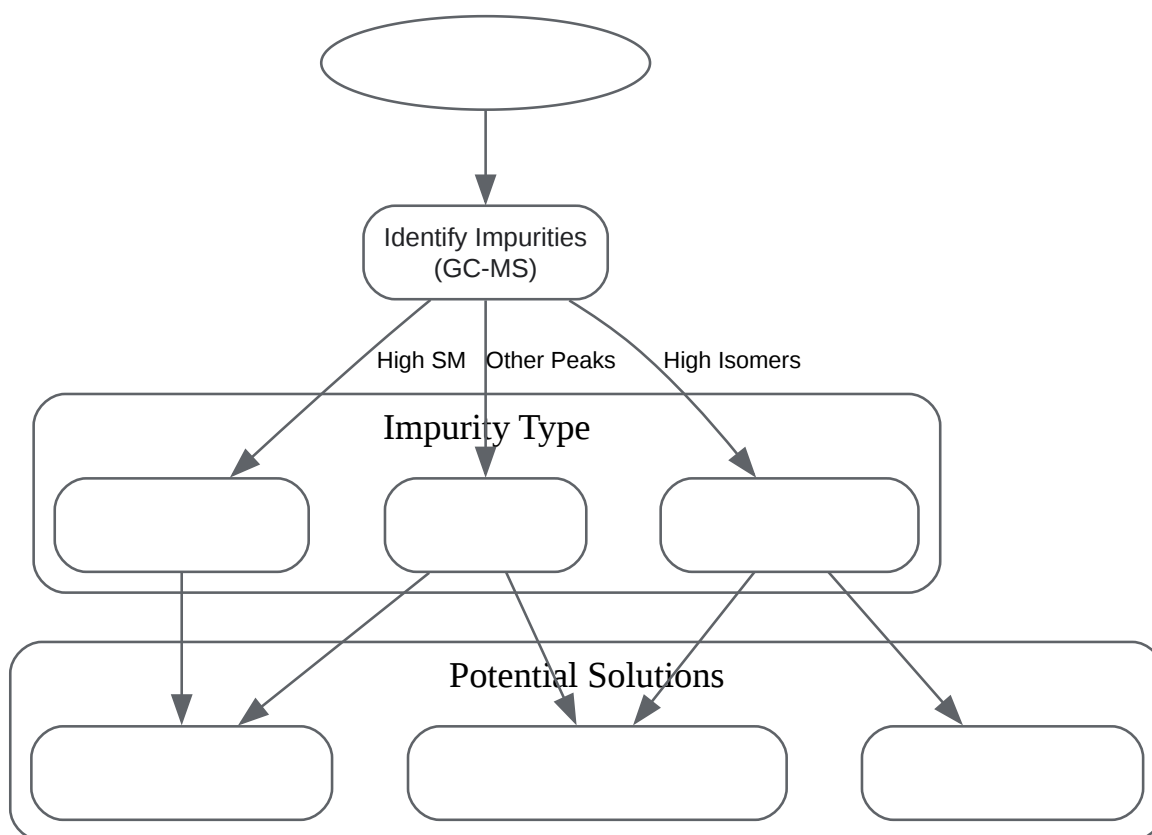 Identify Impurities
(GC-MS)
High SM
Other Peaks
High Isomers
Impurity Type
Potential Solutions